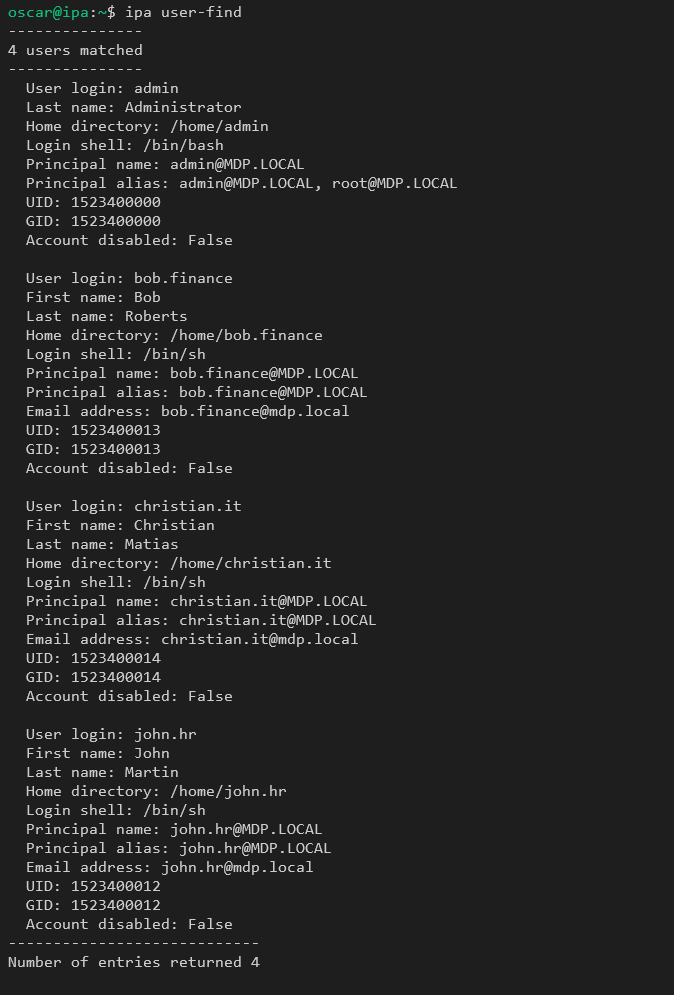 oscar@ipa:~$ ipa user-find
---------------
4 users matched
---------------
  User login: admin
  Last name: Administrator
  Home directory: /home/admin
  Login shell: /bin/bash
  Principal name: admin@MDP.LOCAL
  Principal alias: admin@MDP.LOCAL, root@MDP.LOCAL
  UID: 1523400000
  GID: 1523400000
  Account disabled: False

  User login: bob.finance
  First name: Bob
  Last name: Roberts
  Home directory: /home/bob.finance
  Login shell: /bin/sh
  Principal name: bob.finance@MDP.LOCAL
  Principal alias: bob.finance@MDP.LOCAL
  Email address: bob.finance@mdp.local
  UID: 1523400013
  GID: 1523400013
  Account disabled: False

  User login: christian.it
  First name: Christian
  Last name: Matias
  Home directory: /home/christian.it
  Login shell: /bin/sh
  Principal name: christian.it@MDP.LOCAL
  Principal alias: christian.it@MDP.LOCAL
  Email address: christian.it@mdp.local
  UID: 1523400014
  GID: 1523400014
  Account disabled: False

  User login: john.hr
  First name: John
  Last name: Martin
  Home directory: /home/john.hr
  Login shell: /bin/sh
  Principal name: john.hr@MDP.LOCAL
  Principal alias: john.hr@MDP.LOCAL
  Email address: john.hr@mdp.local
  UID: 1523400012
  GID: 1523400012
  Account disabled: False
----------------------------
Number of entries returned 4